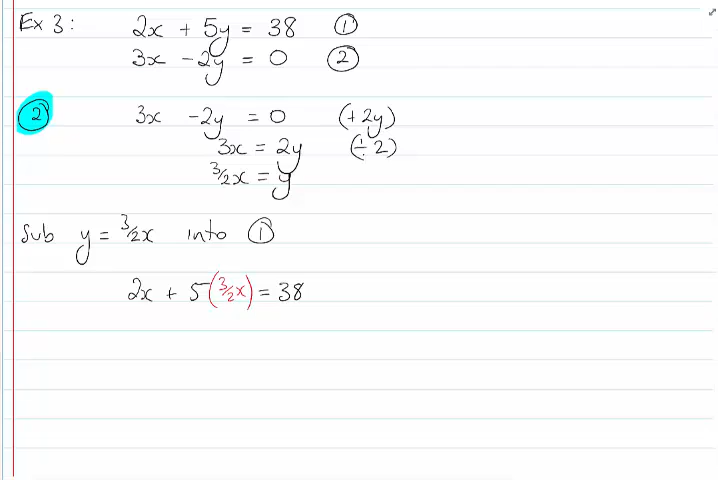 Ex 3: 2x + 5y = 38 ①
3x - 2y = 0 ②
② 3x - 2y = 0 (+2y)
3x = 2y (÷2)
3/2x = y
Sub y = 3/2x into ①
2x + 5(3/2x) = 38